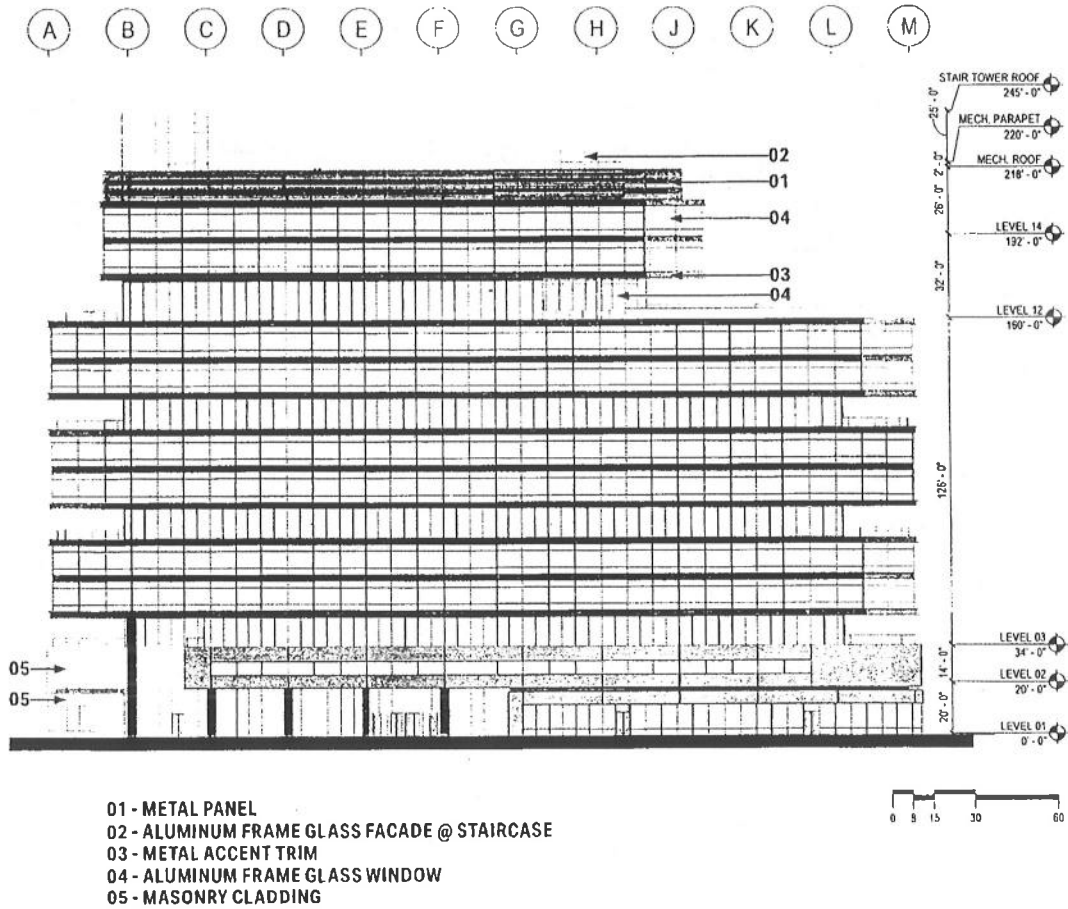 A B C D E F G H J K L M
STAIR TOWER ROOF
245' - 0"
25' - 0"
MECH. PARAPET
220' - 0"
2' - 0"
MECH. ROOF
218' - 0"
02
01
26' - 0"
04
LEVEL 14
192' - 0"
32' - 0"
03
04
LEVEL 12
160' - 0"
126' - 0"
LEVEL 03
34' - 0"
05
14' - 0"
LEVEL 02
20' - 0"
05
20' - 0"
LEVEL 01
0' - 0"
01 - METAL PANEL
02 - ALUMINUM FRAME GLASS FACADE @ STAIRCASE
03 - METAL ACCENT TRIM
04 - ALUMINUM FRAME GLASS WINDOW
05 - MASONRY CLADDING
0 15 30 60